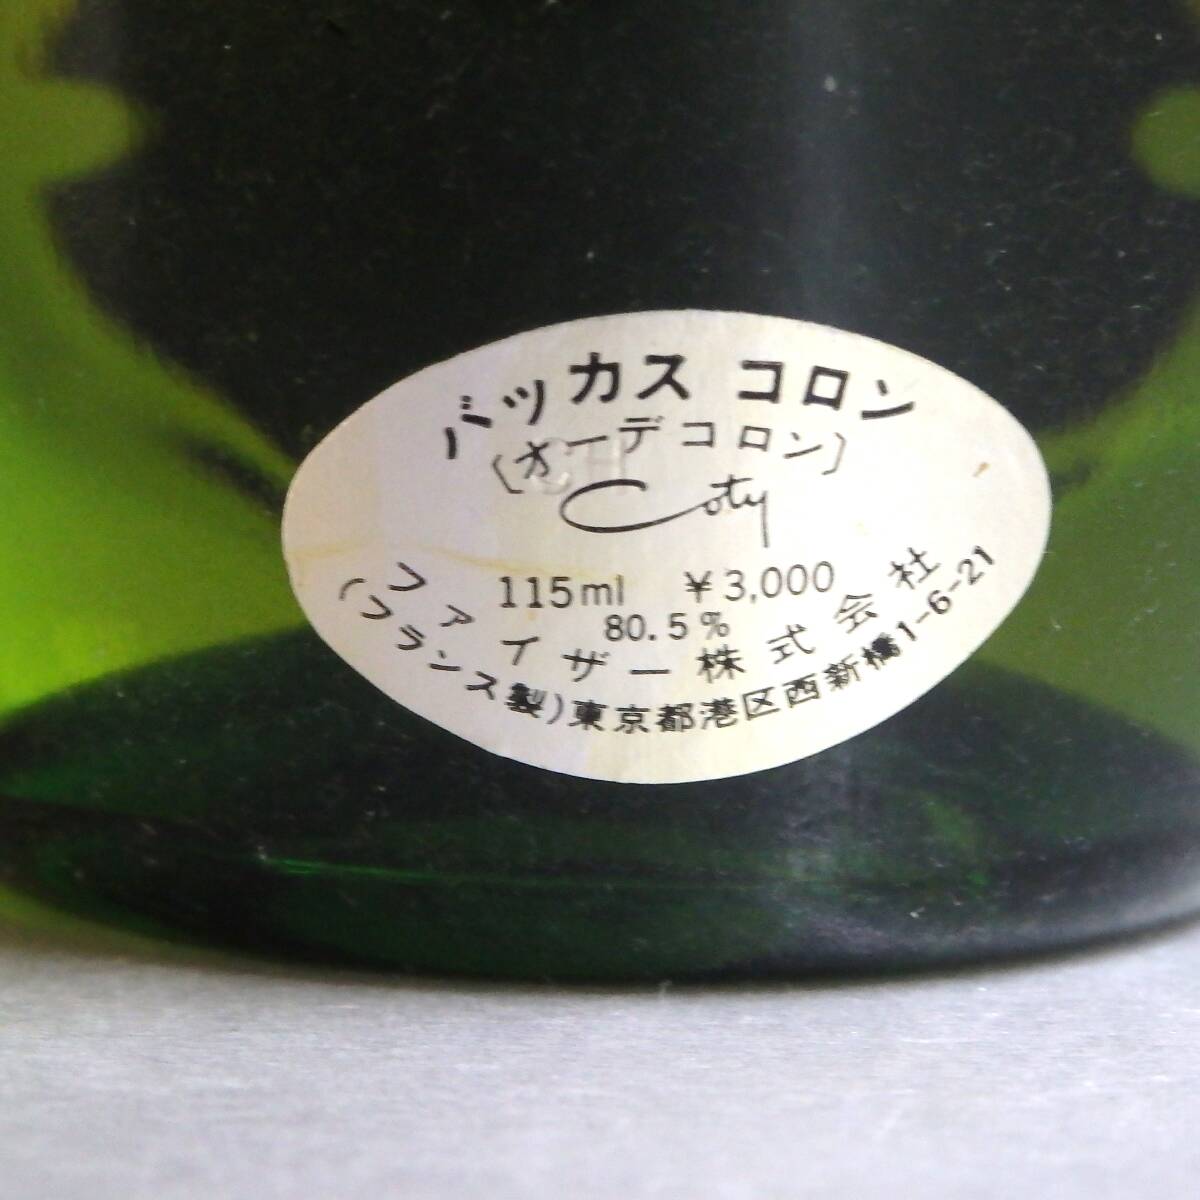 バッカス コロン
〔オーデコロン〕
Coty
115ml ¥3,000
80.5%
ファイザー株式会社
(フランス製)東京都港区西新橋1-6-21